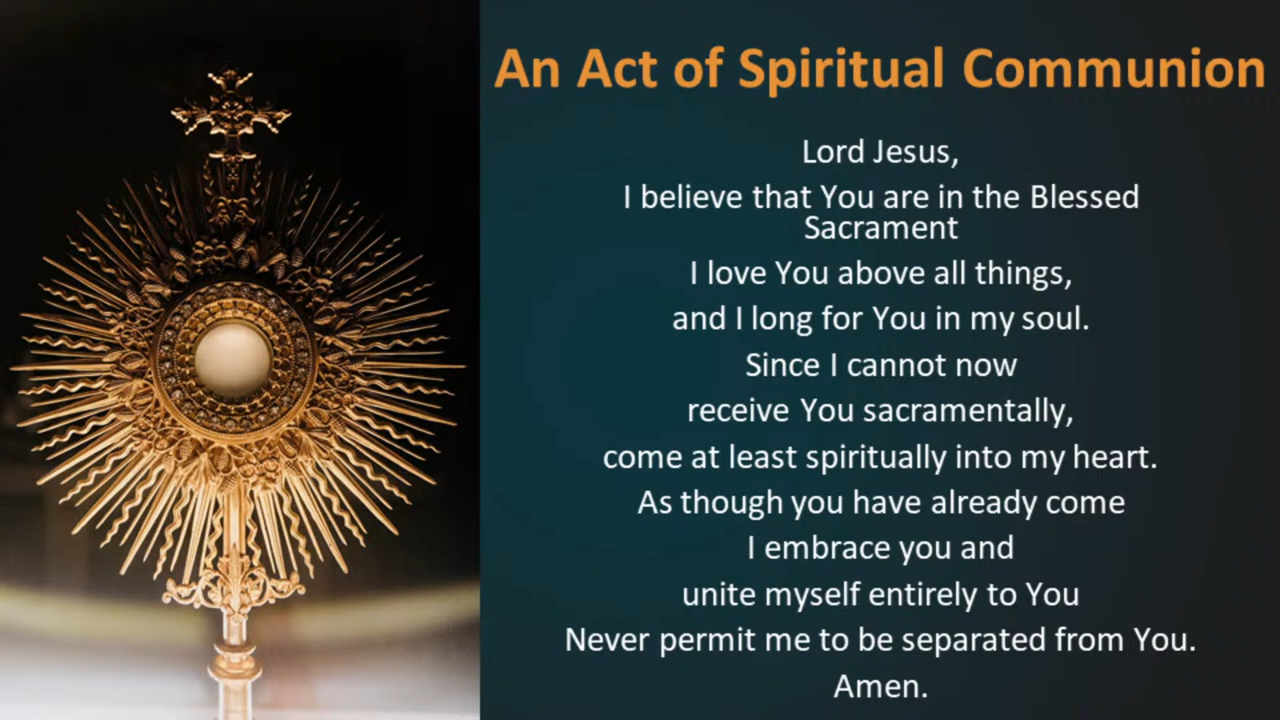 An Act of Spiritual Communion
Lord Jesus,
I believe that You are in the Blessed
Sacrament
I love You above all things,
and I long for You in my soul.
Since I cannot now
receive You sacramentally,
come at least spiritually into my heart.
As though you have already come
I embrace you and
unite myself entirely to You
Never permit me to be separated from You.
Amen.